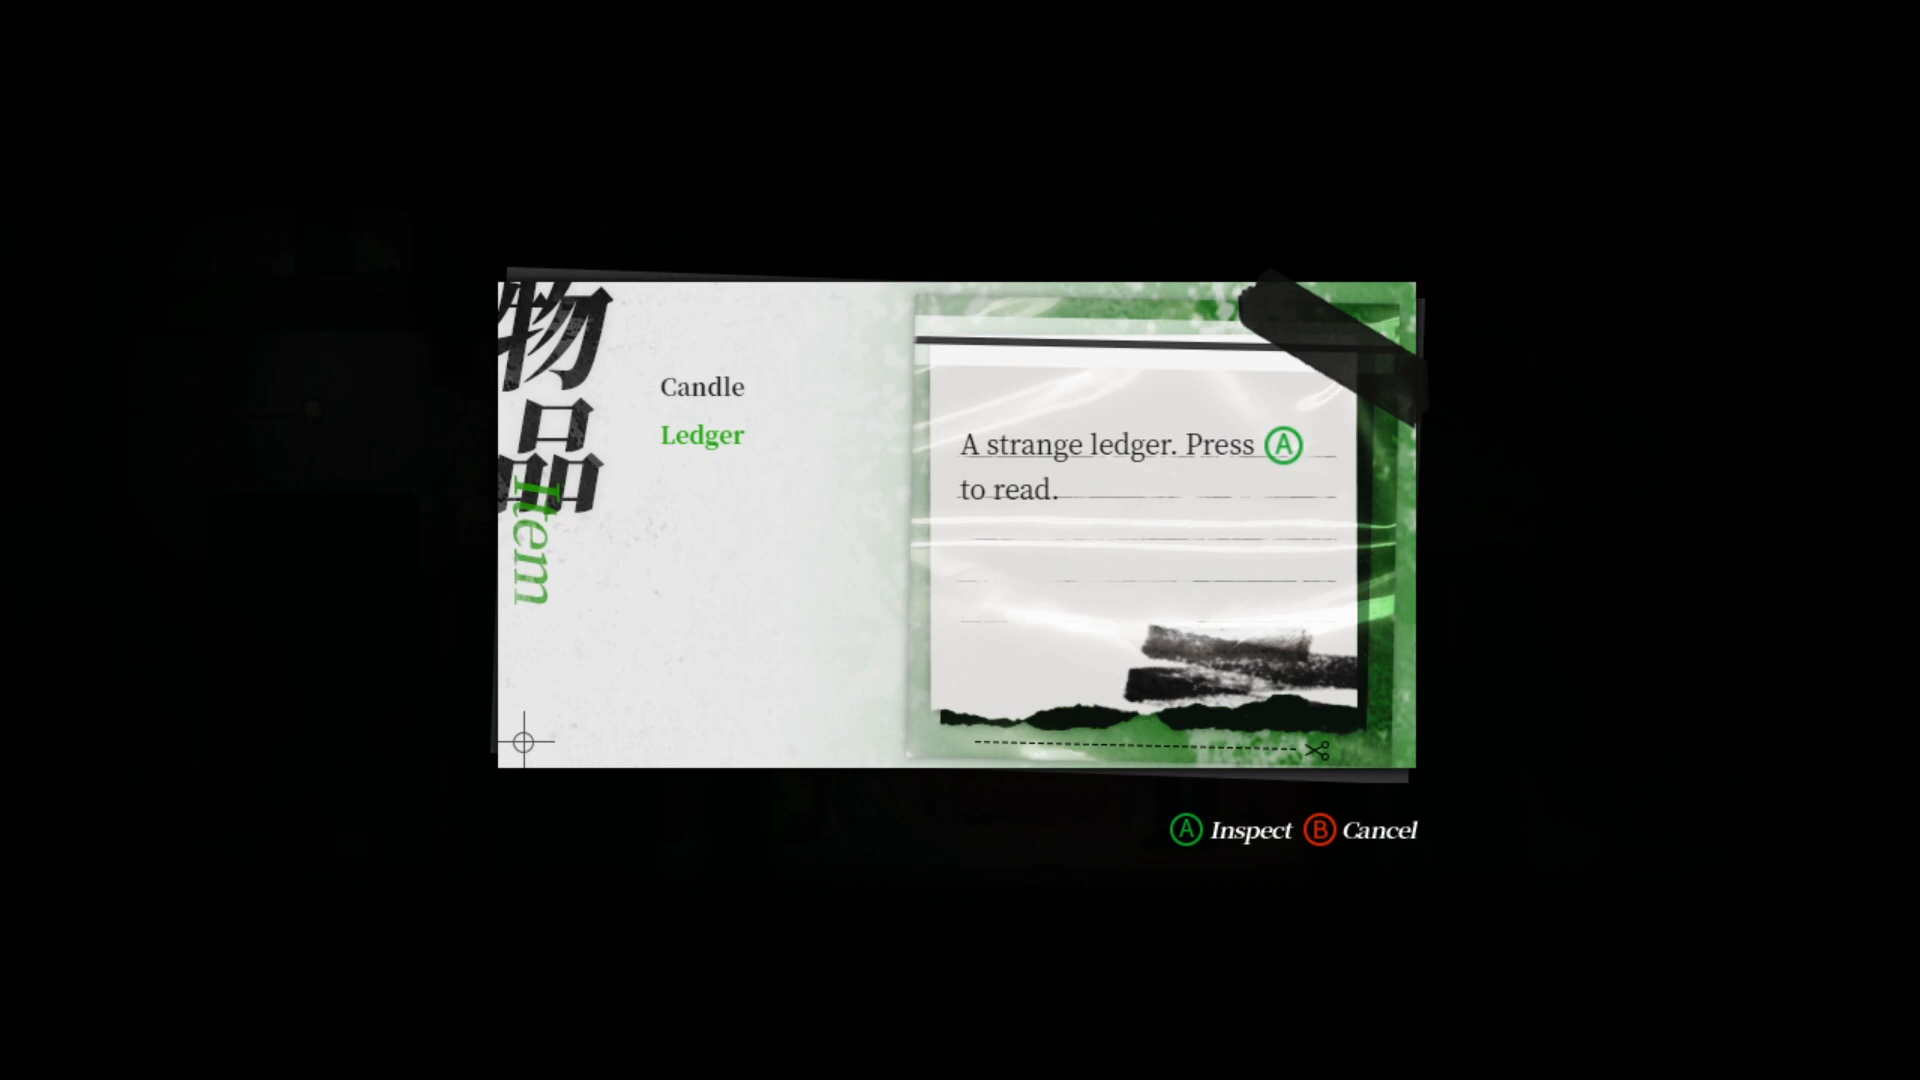 物品
Item
Candle
Ledger
A strange ledger. Press A
to read.
A Inspect B Cancel